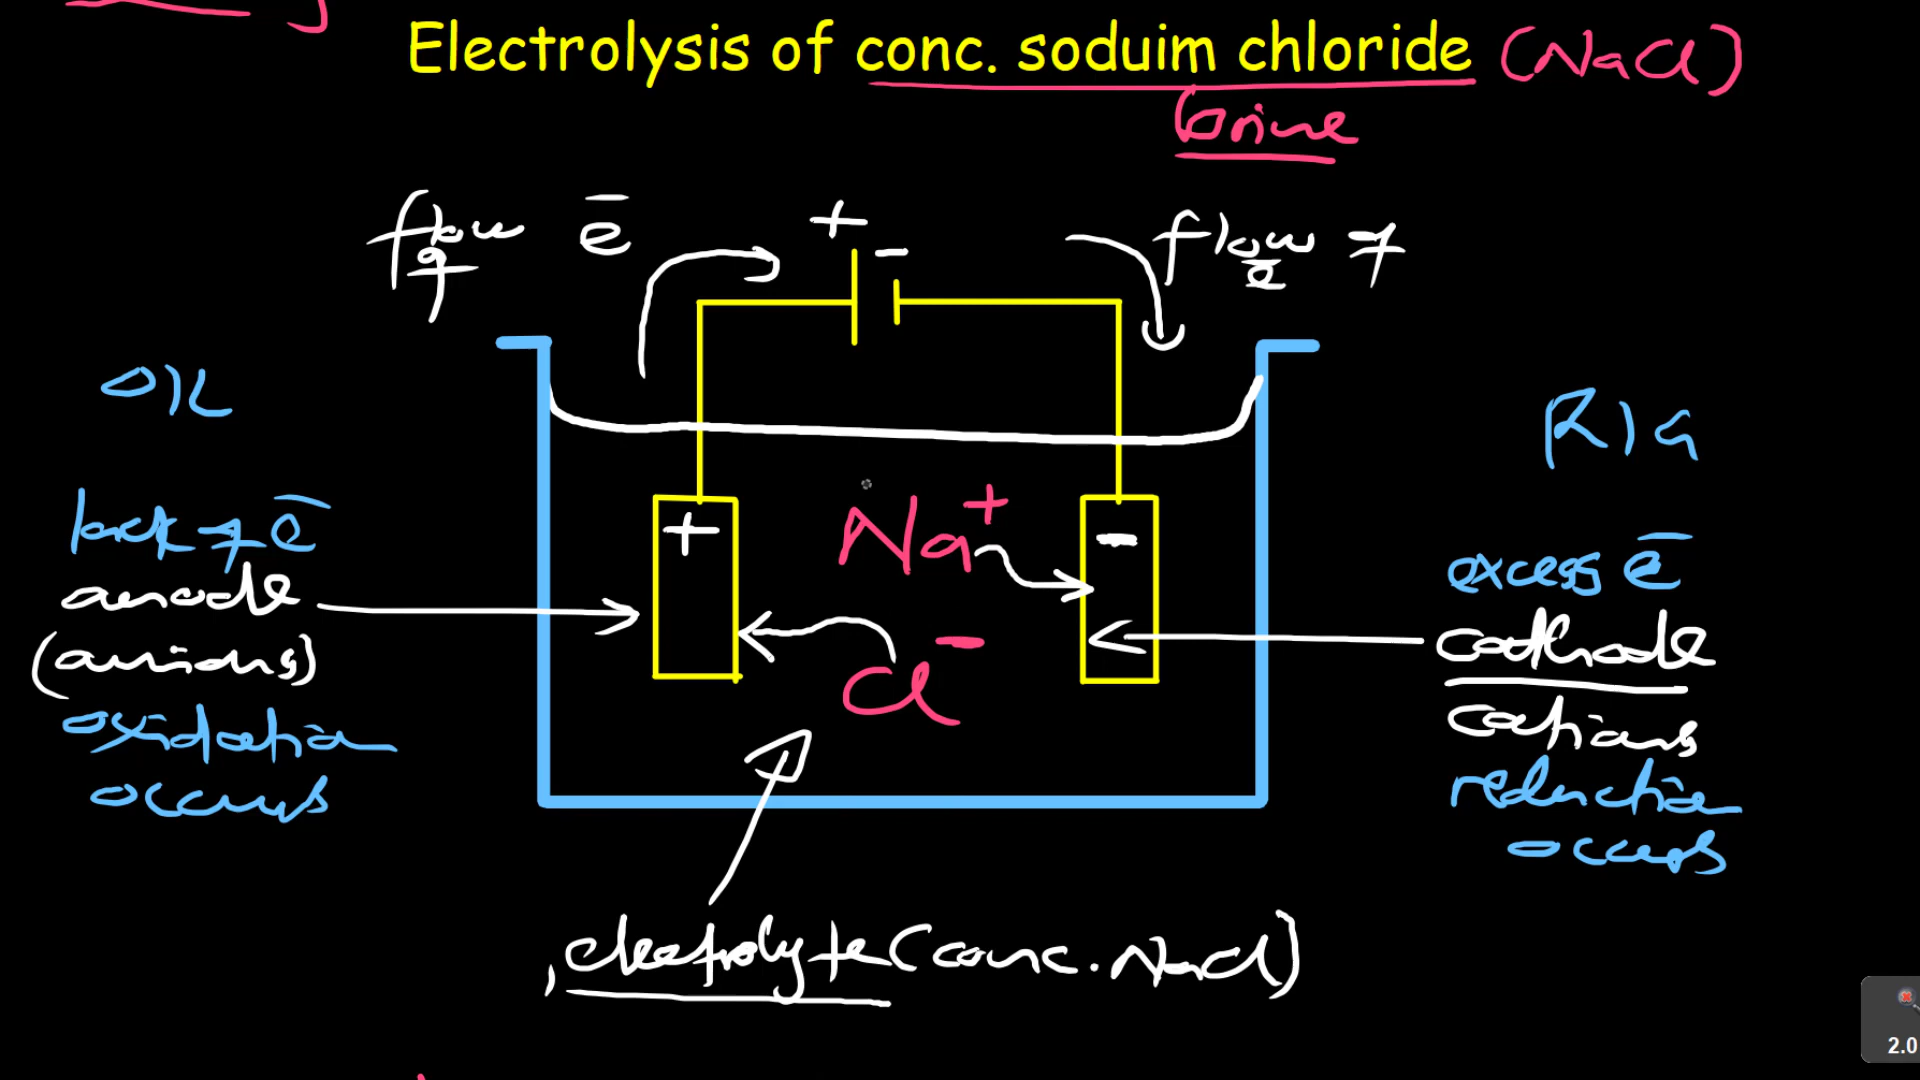 Electrolysis of conc. soduim chloride (NaCl)
brine
flow of e̅
+ -
flow of e̅
OIL
RIG
lack of e̅
anode
(anions)
oxidation
occurs
+
Na+
Cl-
-
excess e̅
cathode
cations
reduction
occurs
electrolyte (conc. NaCl)
2.0